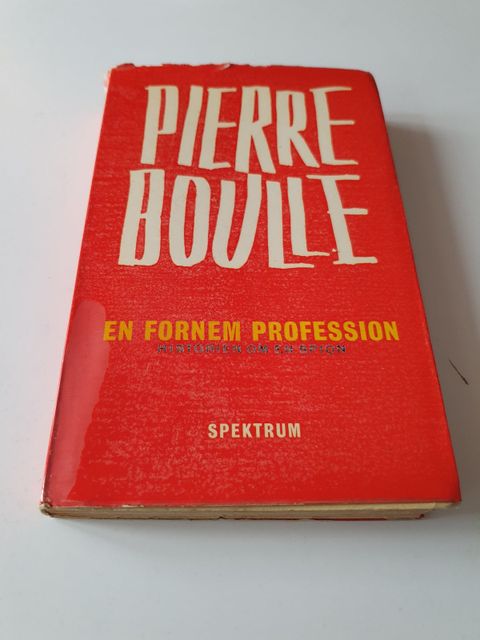 PIERRE
BOULLE
EN FORNEM PROFESSION
HISTORIEN OM EN SPION
SPEKTRUM